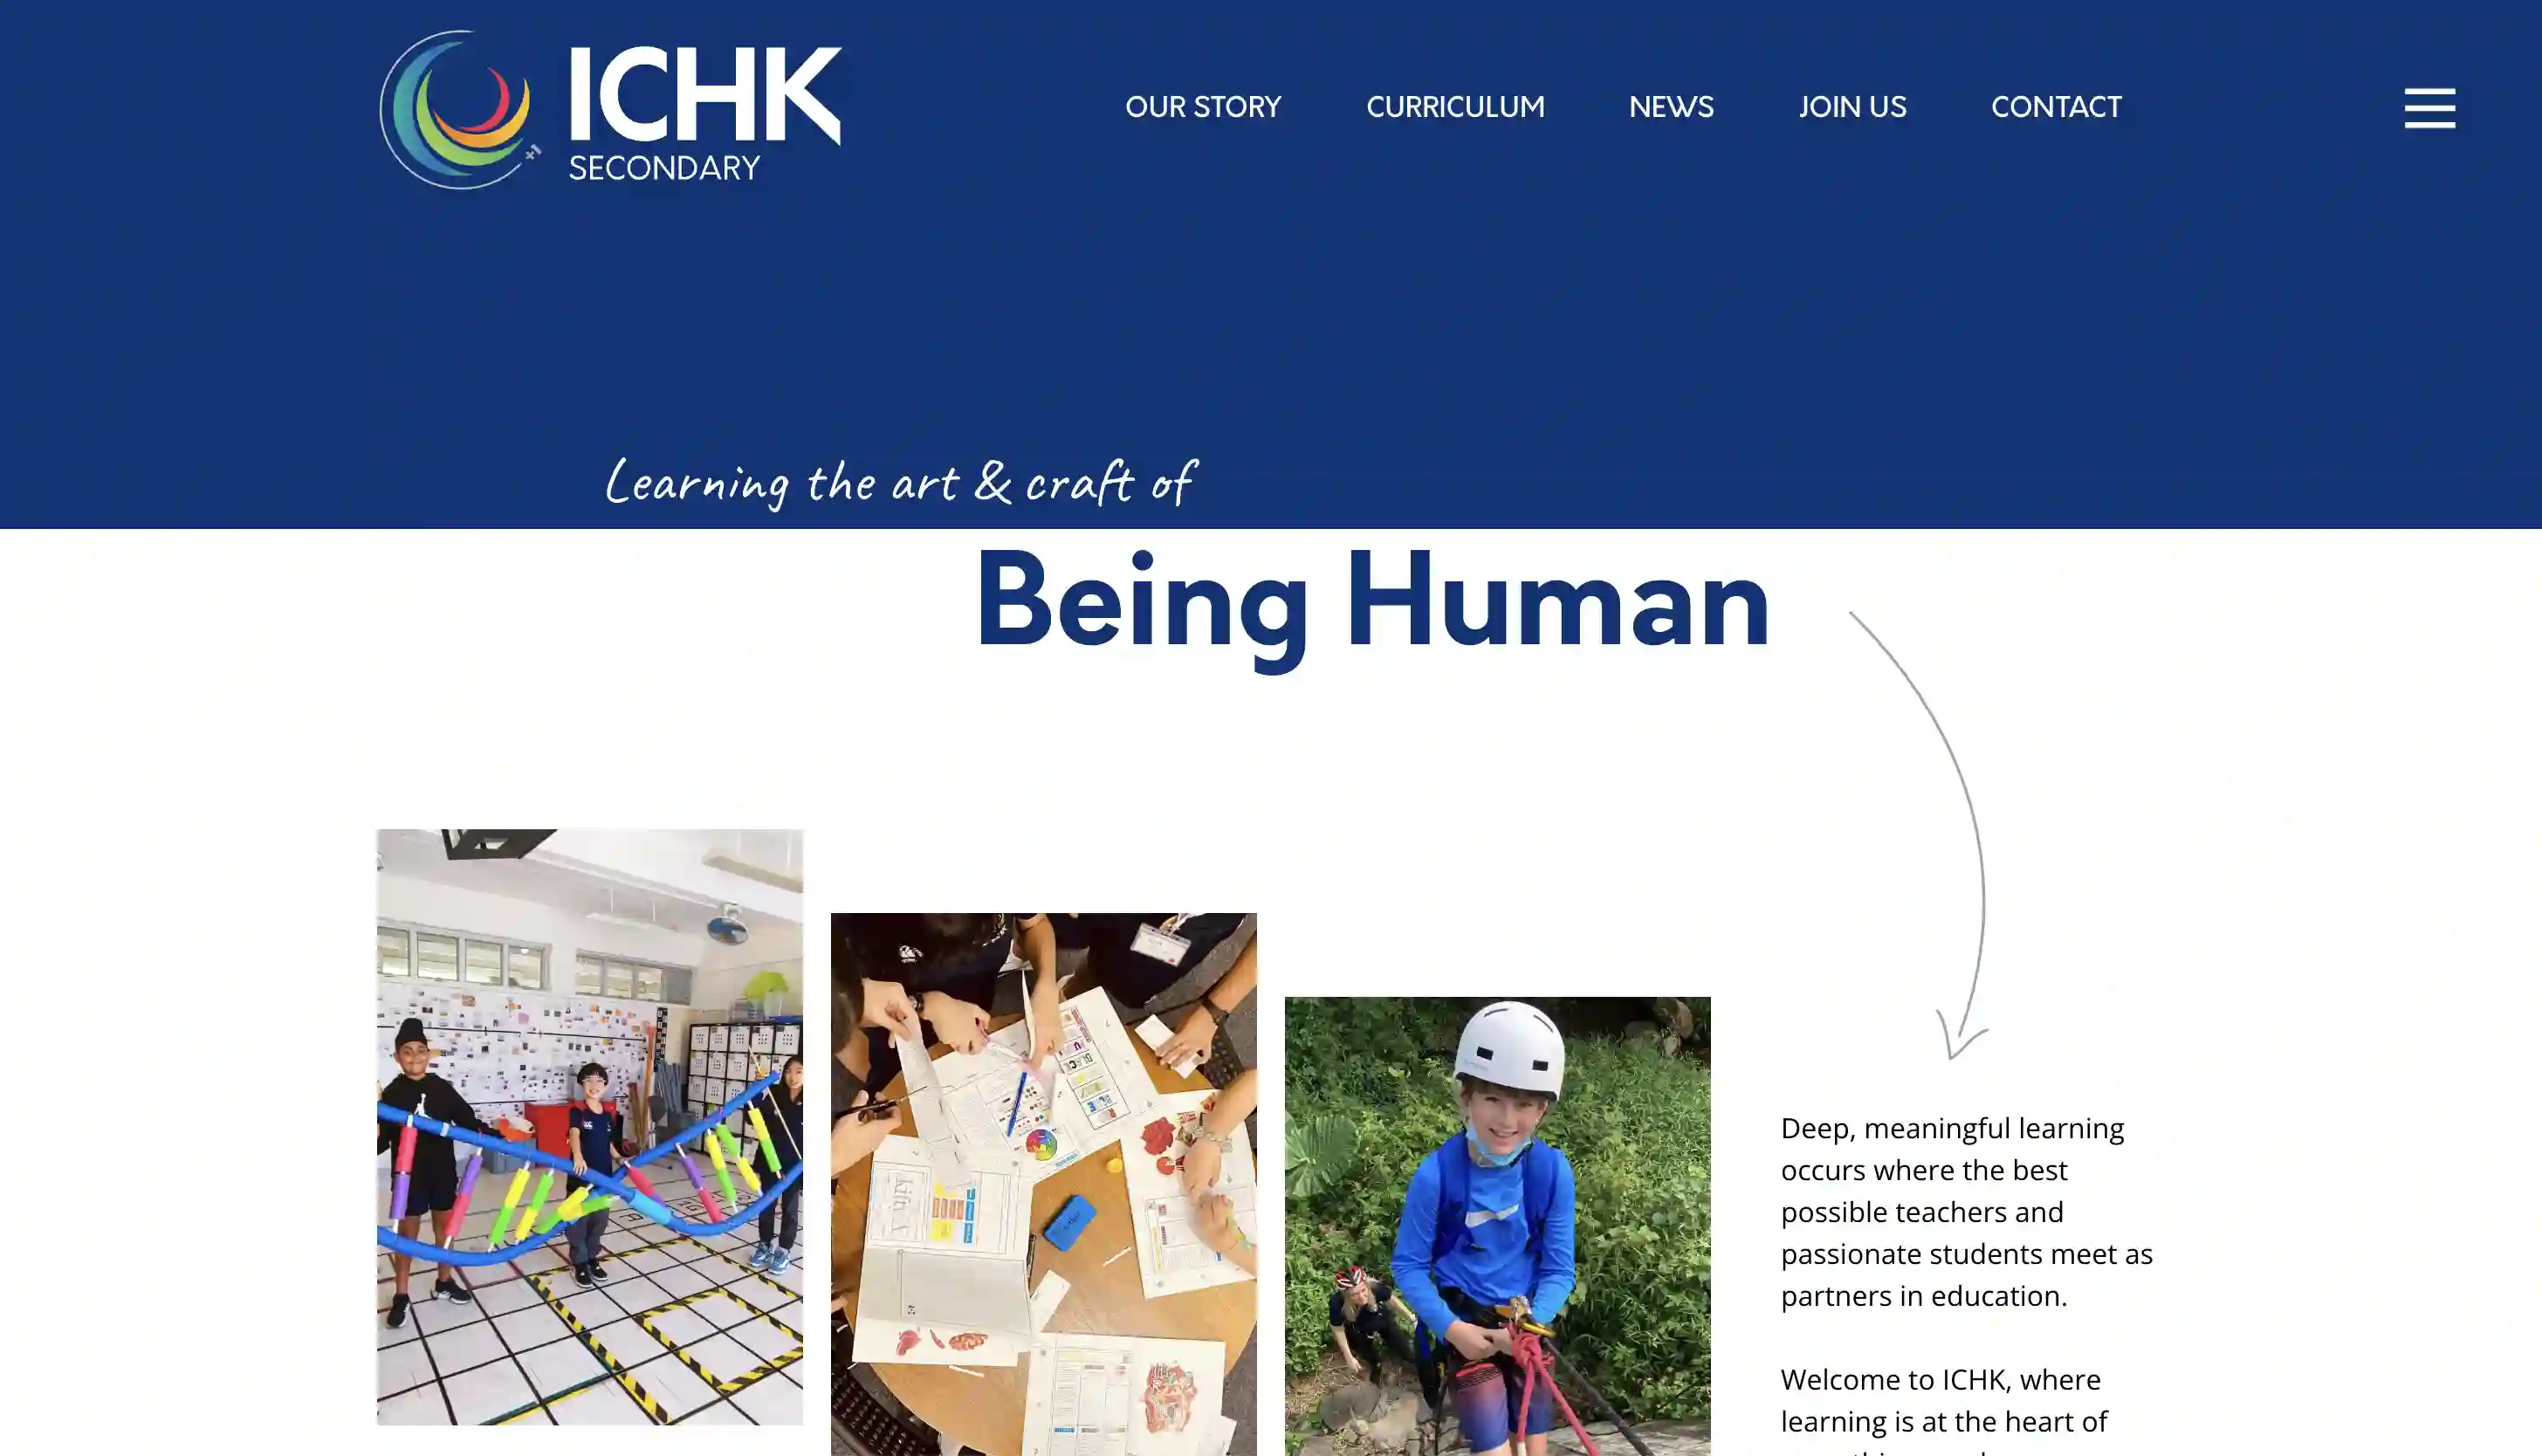 ICHK
SECONDARY
+1
OUR STORY
CURRICULUM
NEWS
JOIN US
CONTACT
Learning the art & craft of
Being Human
Deep, meaningful learning
occurs where the best
possible teachers and
passionate students meet as
partners in education.
Welcome to ICHK, where
learning is at the heart of